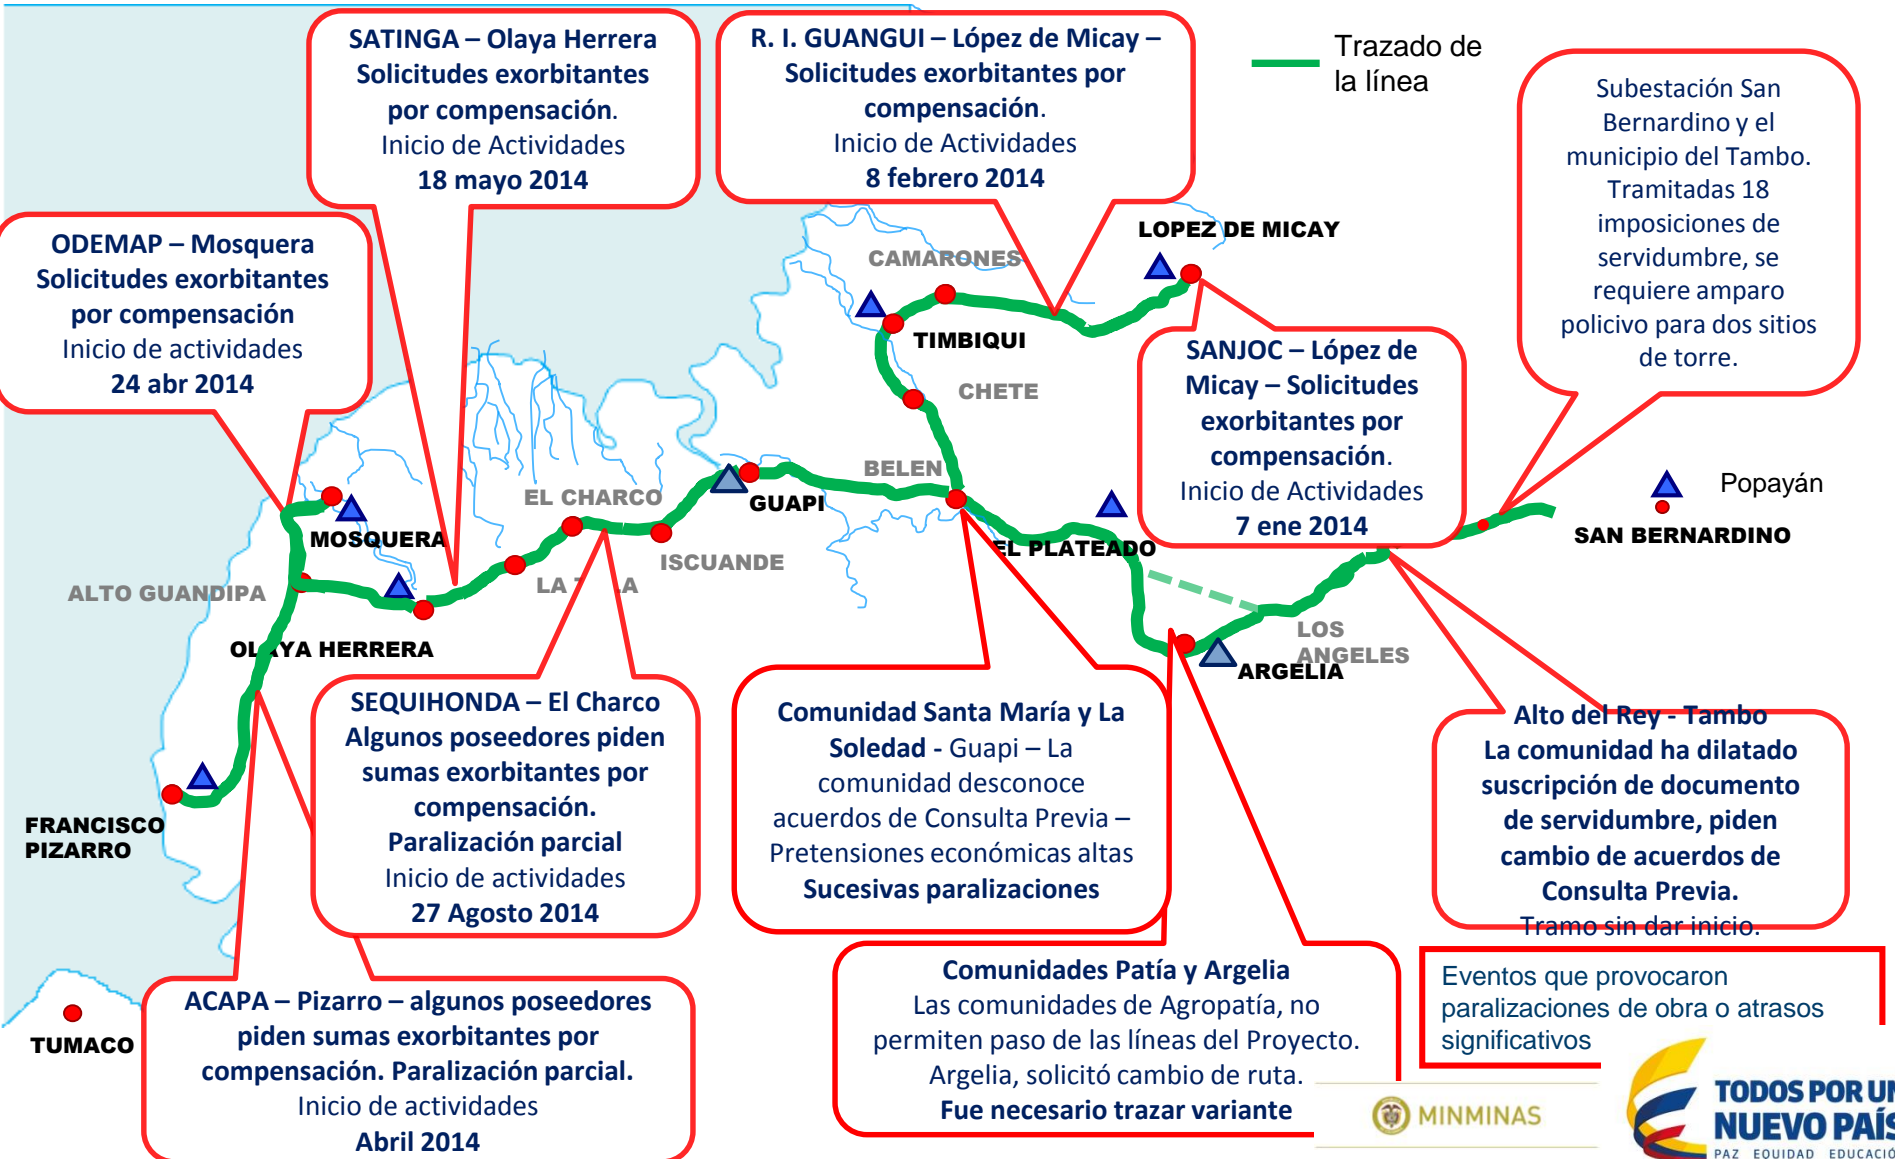 SATINGA – Olaya Herrera
Solicitudes exorbitantes
por compensación.
Inicio de Actividades
18 mayo 2014
R. I. GUANGUI – López de Micay –
Solicitudes exorbitantes por
compensación.
Inicio de Actividades
8 febrero 2014
Trazado de
la línea
Subestación San
Bernardino y el
municipio del Tambo.
Tramitadas 18
imposiciones de
servidumbre, se
requiere amparo
policivo para dos sitios
de torre.
ODEMAP – Mosquera
Solicitudes exorbitantes
por compensación
Inicio de actividades
24 abr 2014
LOPEZ DE MICAY
CAMARONES
TIMBIQUI
CHETE
SANJOC – López de
Micay – Solicitudes
exorbitantes por
compensación.
Inicio de Actividades
7 ene 2014
BELEN
EL CHARCO
GUAPI
Popayán
MOSQUERA
ISCUANDE
EL PLATEADO
SAN BERNARDINO
ALTO GUANDIPA
LA
OLAYA HERRERA
LOS
ANGELES
ARGELIA
SEQUIHONDA – El Charco
Algunos poseedores piden
sumas exorbitantes por
compensación.
Paralización parcial
Inicio de actividades
27 Agosto 2014
Comunidad Santa María y La
Soledad - Guapi – La
comunidad desconoce
acuerdos de Consulta Previa –
Pretensiones económicas altas
Sucesivas paralizaciones
Alto del Rey - Tambo
La comunidad ha dilatado
suscripción de documento
de servidumbre, piden
cambio de acuerdos de
Consulta Previa.
Tramo sin dar inicio.
FRANCISCO
PIZARRO
TUMACO
ACAPA – Pizarro – algunos poseedores
piden sumas exorbitantes por
compensación. Paralización parcial.
Inicio de actividades
Abril 2014
Comunidades Patía y Argelia
Las comunidades de Agropatía, no
permiten paso de las líneas del Proyecto.
Argelia, solicitó cambio de ruta.
Fue necesario trazar variante
Eventos que provocaron
paralizaciones de obra o atrasos
significativos
MINMINAS
TODOS POR UN
NUEVO PAÍS
PAZ EQUIDAD EDUCACIÓ